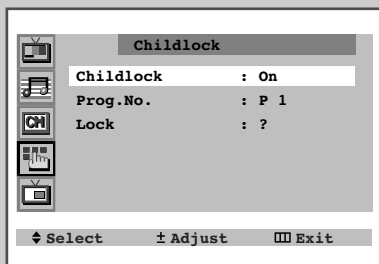 Childlock
Childlock : On
Prog.No. : P 1
Lock : ?
CH
Select ± Adjust Exit